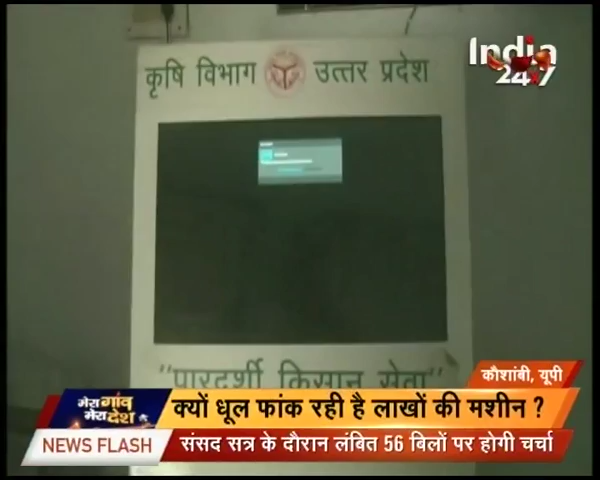 कृषि विभाग उत्तर प्रदेश
India
24x7
"पारदर्शी किसान सेवा"
कौशांबी, यूपी
मेरा गांव
मेरा देश
क्यों धूल फांक रही है लाखों की मशीन ?
NEWS FLASH
संसद सत्र के दौरान लंबित 56 बिलों पर होगी चर्चा